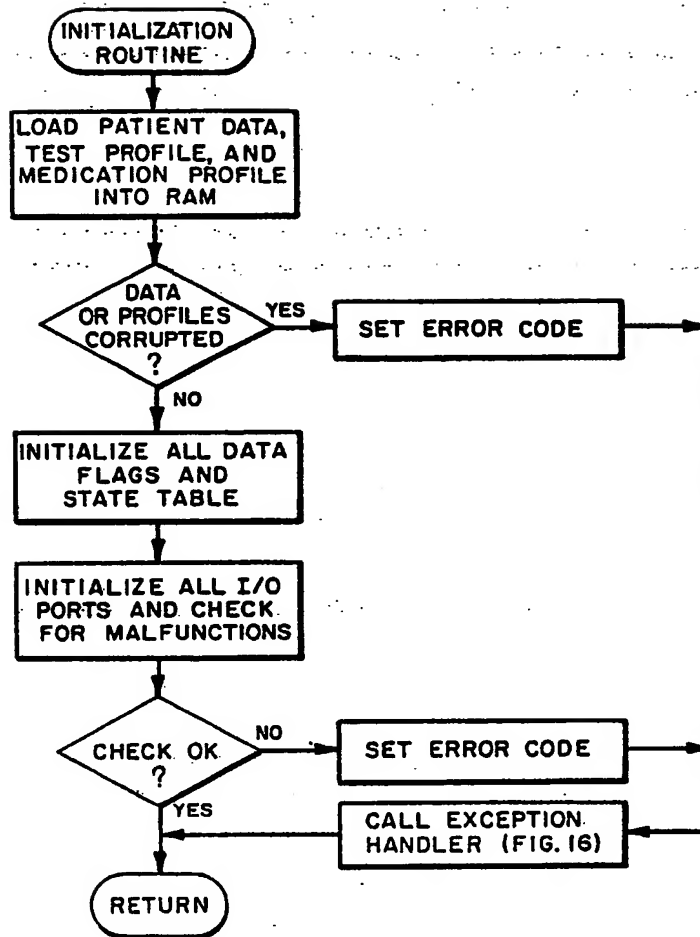 INITIALIZATION
ROUTINE
LOAD PATIENT DATA,
TEST PROFILE, AND
MEDICATION PROFILE
INTO RAM
DATA
OR PROFILES
CORRUPTED
?
YES
SET ERROR CODE
NO
INITIALIZE ALL DATA
FLAGS AND
STATE TABLE
INITIALIZE ALL I/O
PORTS AND CHECK
FOR MALFUNCTIONS
CHECK OK
?
NO
SET ERROR CODE
YES
CALL EXCEPTION
HANDLER (FIG. 16)
RETURN